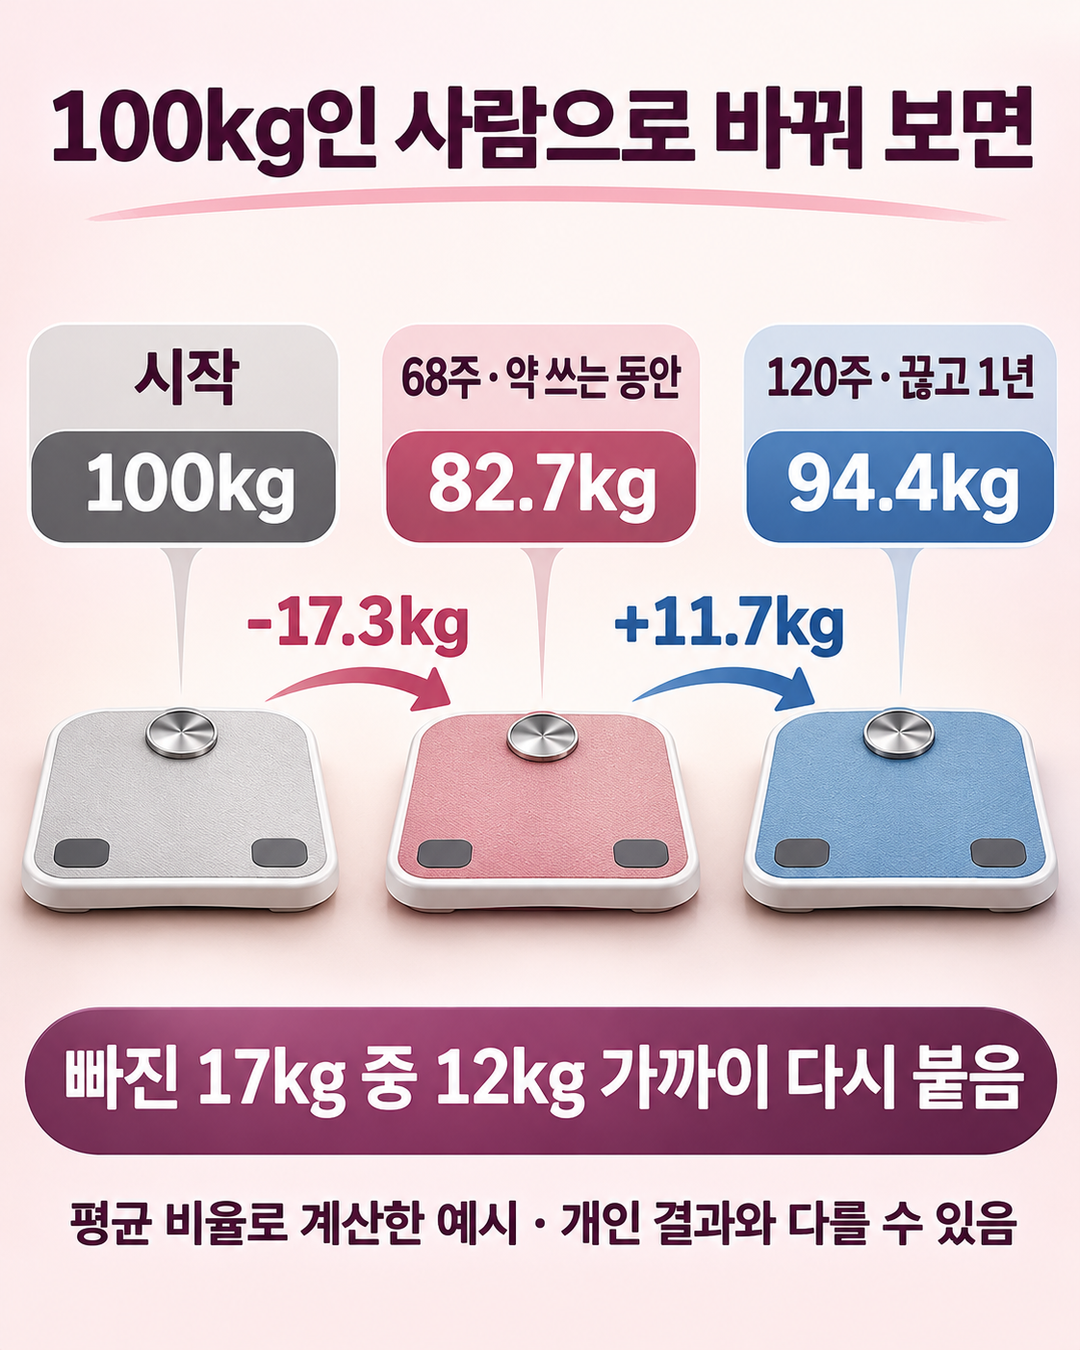 100kg인 사람으로 바꿔 보면
시작
100kg
68주·약 쓰는 동안
82.7kg
120주·끊고 1년
94.4kg
-17.3kg
+11.7kg
빠진 17kg 중 12kg 가까이 다시 붙음
평균 비율로 계산한 예시·개인 결과와 다를 수 있음